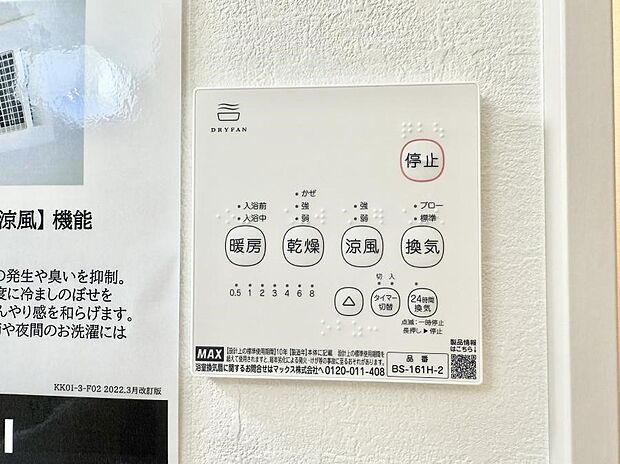 涼風】機能
の発生や臭いを抑制。
度に冷ましのぼせを
んやり感を和らげます。
や夜間のお洗濯には
KK01-3-F02 2022.3月改訂版
DRYFAN
停止
・かぜ
・入浴前 ・強 ・強 ・ブロー
・入浴中 ・弱 ・弱 ・標準
暖房 乾燥 涼風 換気
0.5 1 2 3 4 6 8
切 入
△ タイマー切替 24時間換気
点滅:一時停止
長押し▶停止
製品情報
はこちら↓
MAX 【設計上の標準使用期間】10年 【製造年】本体に記載 設計上の標準使用期間を
超えて使用されますと、経年劣化による発火・けが等の事故に至るおそれがあります。
浴室換気扇に関するお問合せはマックス株式会社へ 0120-011-408
品番
BS-161H-2